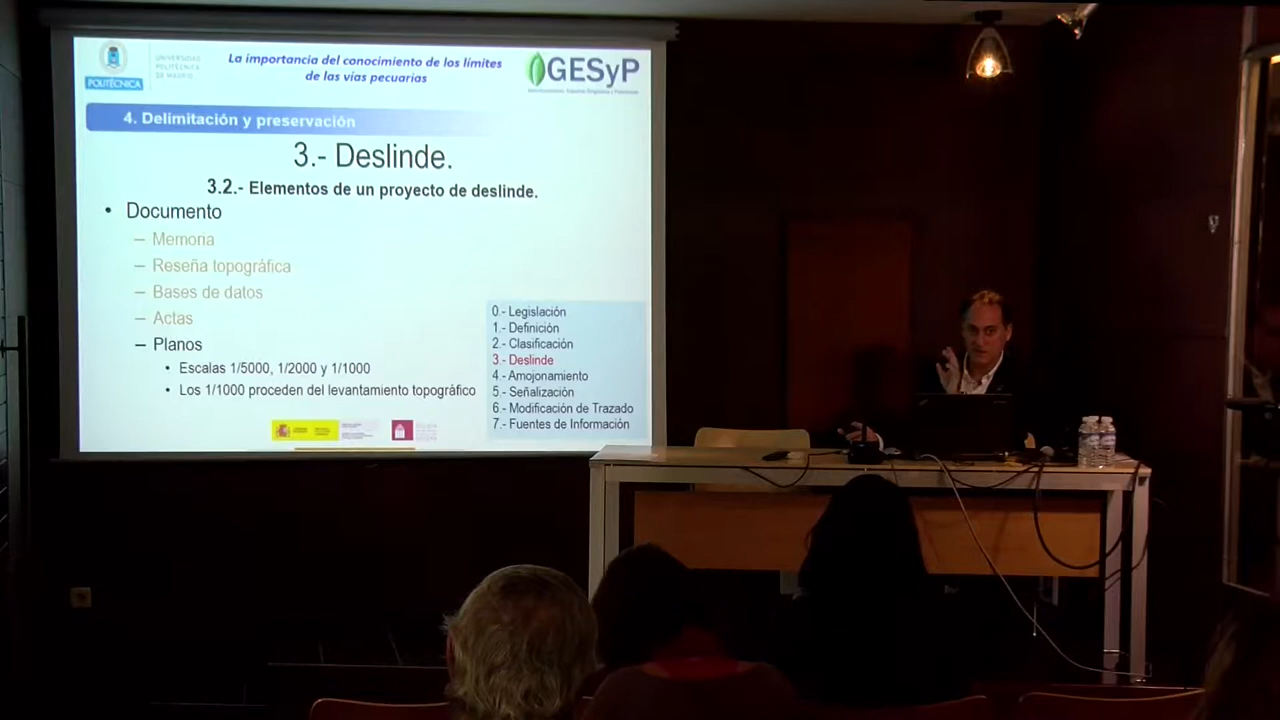 POLITÉCNICA
UNIVERSIDAD
POLITÉCNICA
DE MADRID
La importancia del conocimiento de los límites
de las vías pecuarias
GESyP
4. Delimitación y preservación
3.- Deslinde.
3.2.- Elementos de un proyecto de deslinde.
• Documento
– Memoria
– Reseña topográfica
– Bases de datos
– Actas
– Planos
• Escalas 1/5000, 1/2000 y 1/1000
• Los 1/1000 proceden del levantamiento topográfico
0.- Legislación
1.- Definición
2.- Clasificación
3.- Deslinde
4.- Amojonamiento
5.- Señalización
6.- Modificación de Trazado
7.- Fuentes de Información